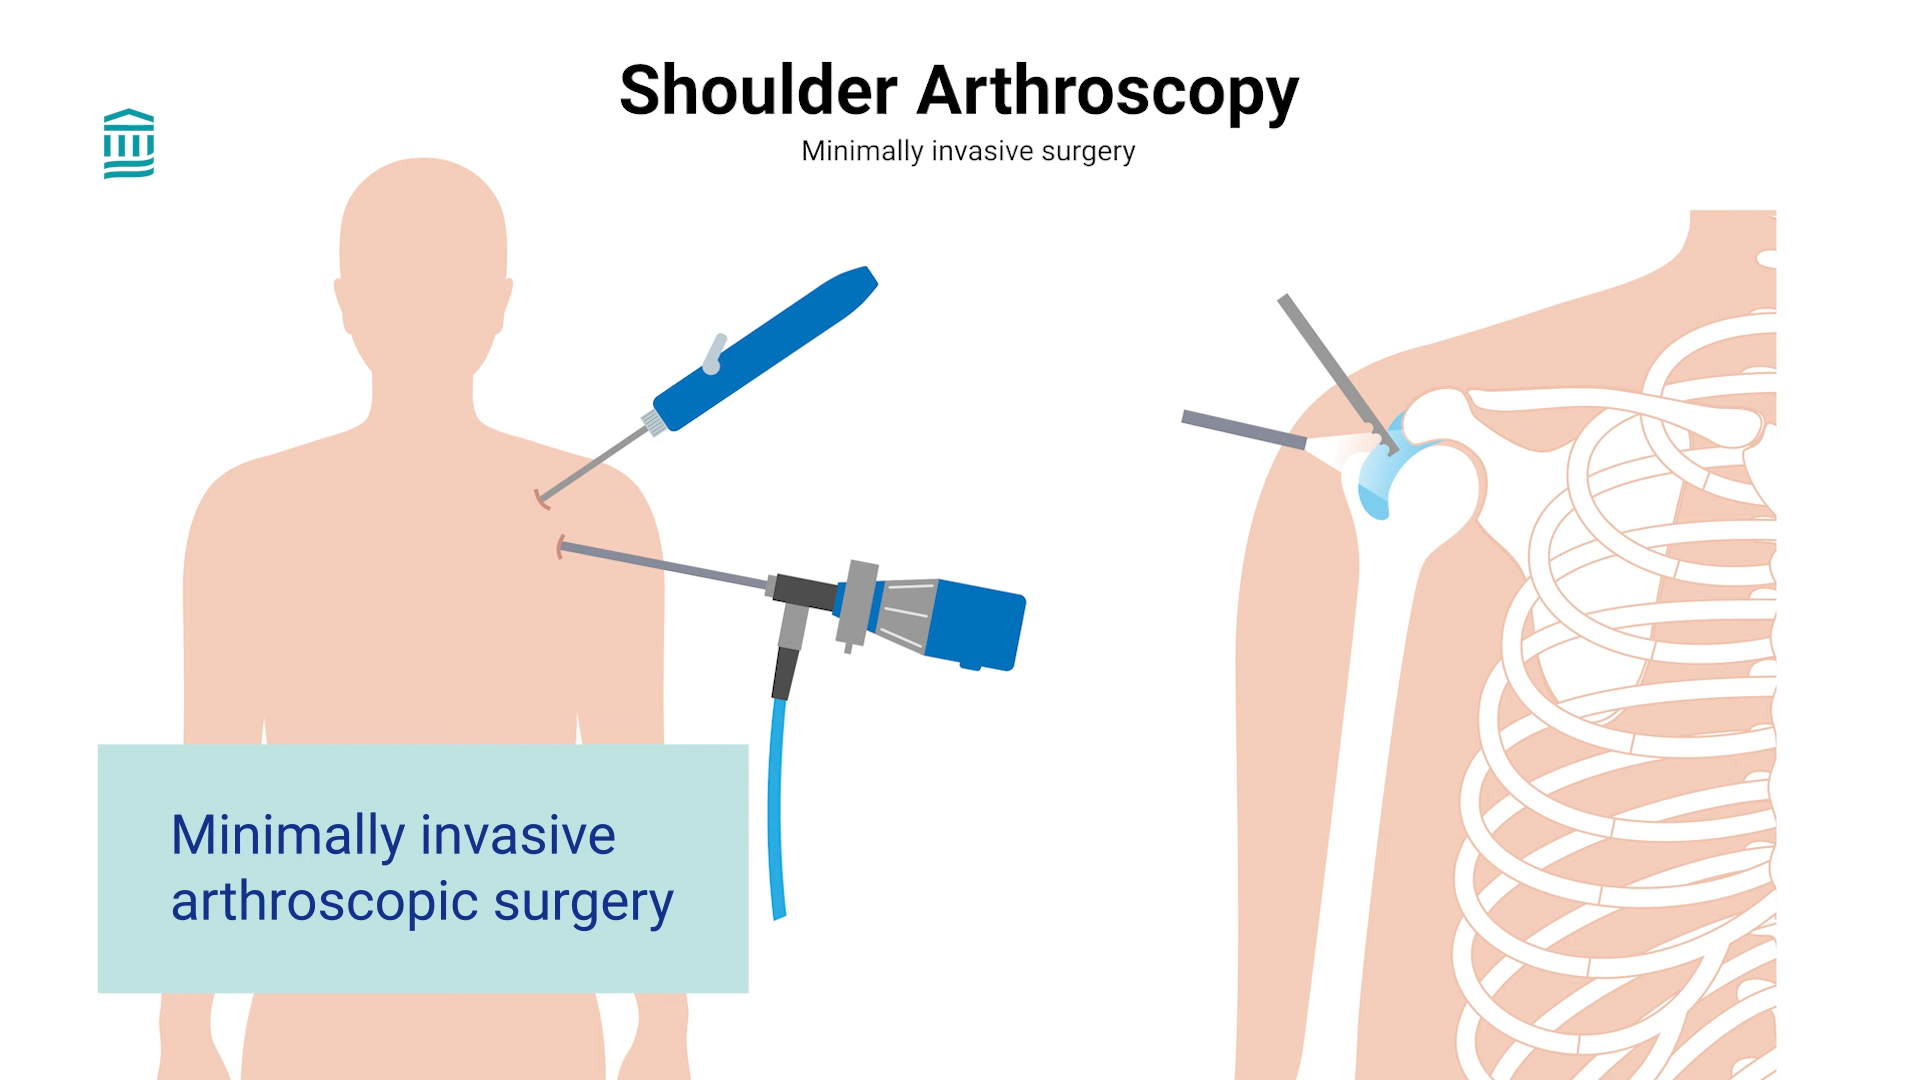 Shoulder Arthroscopy
Minimally invasive surgery
Minimally invasive
arthroscopic surgery